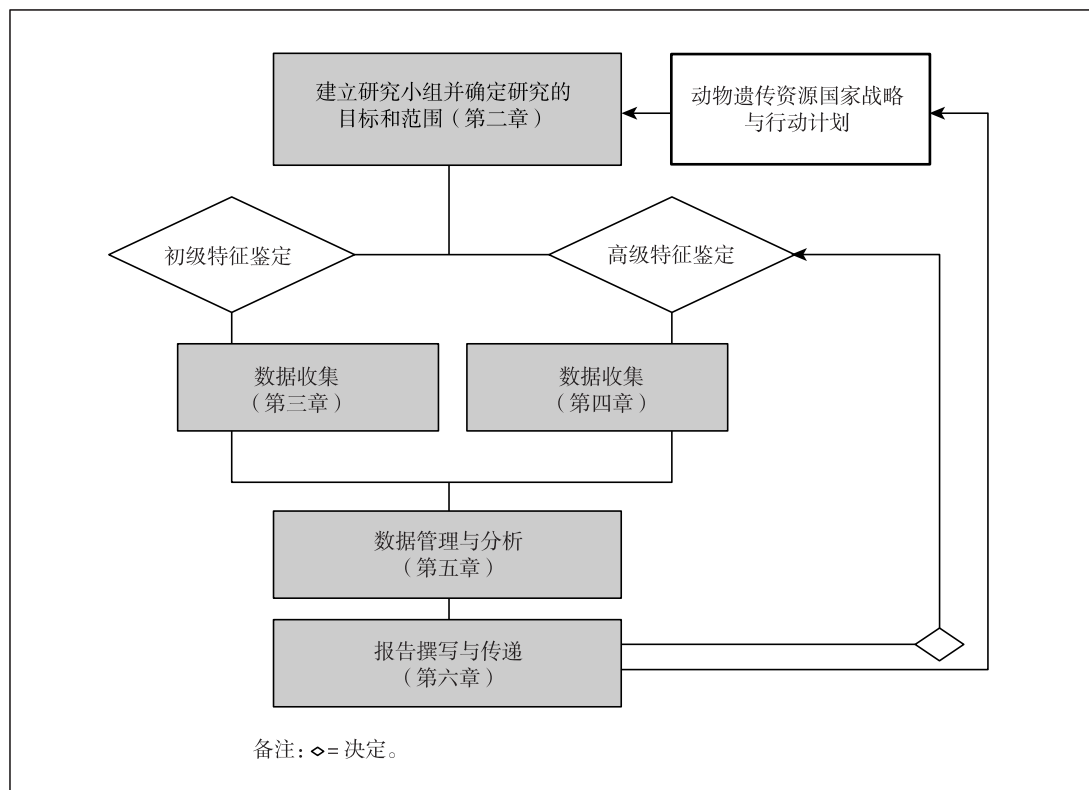 建立研究小组并确定研究的
目标和范围（第二章）
动物遗传资源国家战略
与行动计划
初级特征鉴定
高级特征鉴定
数据收集
（第三章）
数据收集
（第四章）
数据管理与分析
（第五章）
报告撰写与传递
（第六章）
备注：◇= 决定。